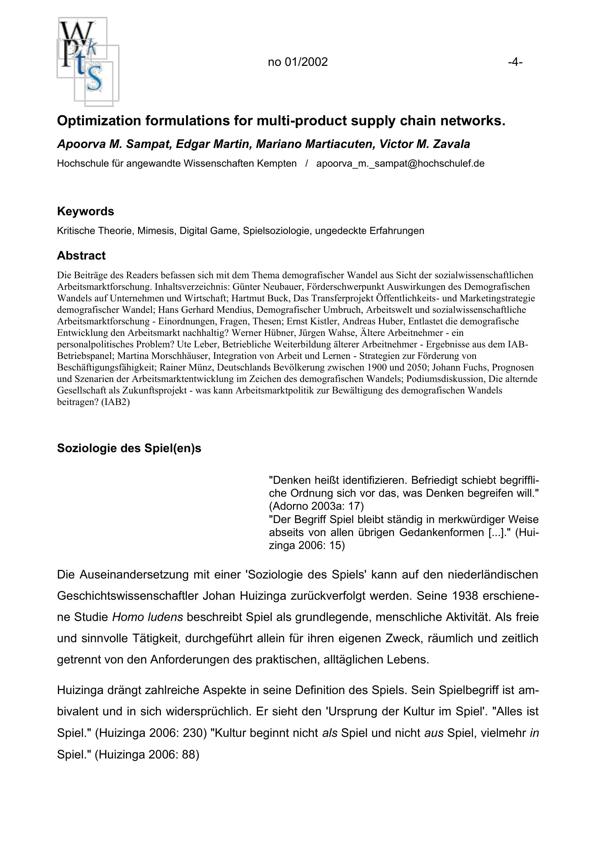 W
Pkt
tS
no 01/2002 -4-
Optimization formulations for multi-product supply chain networks.
Apoorva M. Sampat, Edgar Martin, Mariano Martiacuten, Victor M. Zavala
Hochschule für angewandte Wissenschaften Kempten / apoorva_m._sampat@hochschulef.de
Keywords
Kritische Theorie, Mimesis, Digital Game, Spielsoziologie, ungedeckte Erfahrungen
Abstract
Die Beiträge des Readers befassen sich mit dem Thema demografischer Wandel aus Sicht der sozialwissenschaftlichen
Arbeitsmarktforschung. Inhaltsverzeichnis: Günter Neubauer, Förderschwerpunkt Auswirkungen des Demografischen
Wandels auf Unternehmen und Wirtschaft; Hartmut Buck, Das Transferprojekt Öffentlichkeits- und Marketingstrategie
demografischer Wandel; Hans Gerhard Mendius, Demografischer Umbruch, Arbeitswelt und sozialwissenschaftliche
Arbeitsmarktforschung - Einordnungen, Fragen, Thesen; Ernst Kistler, Andreas Huber, Entlastet die demografische
Entwicklung den Arbeitsmarkt nachhaltig? Werner Hübner, Jürgen Wahse, Ältere Arbeitnehmer - ein
personalpolitisches Problem? Ute Leber, Betriebliche Weiterbildung älterer Arbeitnehmer - Ergebnisse aus dem IAB-
Betriebspanel; Martina Morschhäuser, Integration von Arbeit und Lernen - Strategien zur Förderung von
Beschäftigungsfähigkeit; Rainer Münz, Deutschlands Bevölkerung zwischen 1900 und 2050; Johann Fuchs, Prognosen
und Szenarien der Arbeitsmarktentwicklung im Zeichen des demografischen Wandels; Podiumsdiskussion, Die alternde
Gesellschaft als Zukunftsprojekt - was kann Arbeitsmarktpolitik zur Bewältigung des demografischen Wandels
beitragen? (IAB2)
Soziologie des Spiel(en)s
"Denken heißt identifizieren. Befriedigt schiebt begriffli-
che Ordnung sich vor das, was Denken begreifen will."
(Adorno 2003a: 17)
"Der Begriff Spiel bleibt ständig in merkwürdiger Weise
abseits von allen übrigen Gedankenformen [...]." (Hui-
zinga 2006: 15)
Die Auseinandersetzung mit einer 'Soziologie des Spiels' kann auf den niederländischen
Geschichtswissenschaftler Johan Huizinga zurückverfolgt werden. Seine 1938 erschiene-
ne Studie Homo ludens beschreibt Spiel als grundlegende, menschliche Aktivität. Als freie
und sinnvolle Tätigkeit, durchgeführt allein für ihren eigenen Zweck, räumlich und zeitlich
getrennt von den Anforderungen des praktischen, alltäglichen Lebens.
Huizinga drängt zahlreiche Aspekte in seine Definition des Spiels. Sein Spielbegriff ist am-
bivalent und in sich widersprüchlich. Er sieht den 'Ursprung der Kultur im Spiel'. "Alles ist
Spiel." (Huizinga 2006: 230) "Kultur beginnt nicht als Spiel und nicht aus Spiel, vielmehr in
Spiel." (Huizinga 2006: 88)